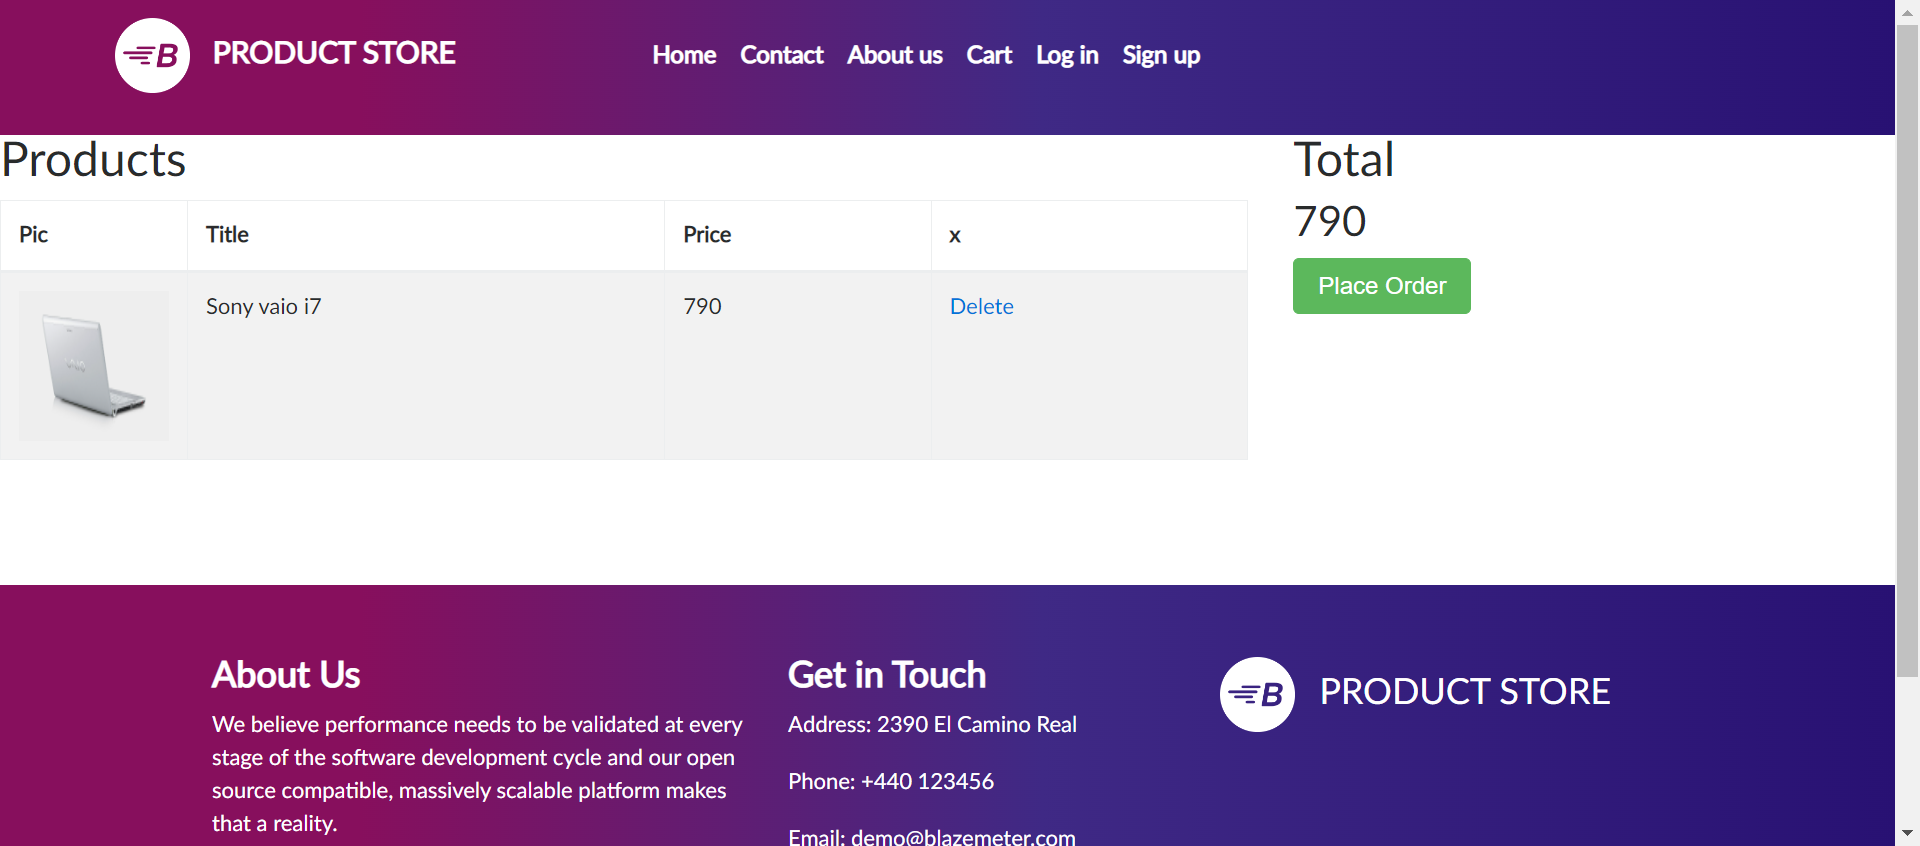 B PRODUCT STORE Home Contact About us Cart Log in Sign up
Products
Pic Title Price x
Sony vaio i7 790 Delete
VAIO
Total
790
Place Order
About Us
We believe performance needs to be validated at every
stage of the software development cycle and our open
source compatible, massively scalable platform makes
that a reality.
Get in Touch
Address: 2390 El Camino Real
Phone: +440 123456
Email: demo@blazemeter.com
B PRODUCT STORE